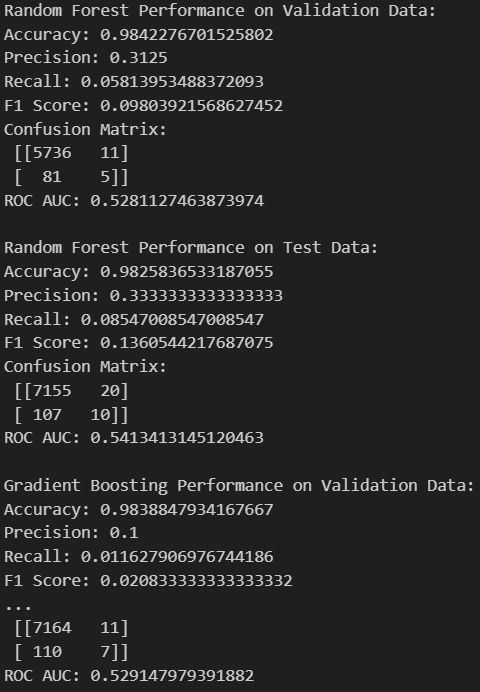 Random Forest Performance on Validation Data:
Accuracy: 0.9842276701525802
Precision: 0.3125
Recall: 0.05813953488372093
F1 Score: 0.09803921568627452
Confusion Matrix:
[[5736 11]
[ 81 5]]
ROC AUC: 0.5281127463873974
Random Forest Performance on Test Data:
Accuracy: 0.9825836533187055
Precision: 0.3333333333333333
Recall: 0.08547008547008547
F1 Score: 0.1360544217687075
Confusion Matrix:
[[7155 20]
[ 107 10]]
ROC AUC: 0.5413413145120463
Gradient Boosting Performance on Validation Data:
Accuracy: 0.9838847934167667
Precision: 0.1
Recall: 0.011627906976744186
F1 Score: 0.020833333333333332
...
[[7164 11]
[ 110 7]]
ROC AUC: 0.529147979391882